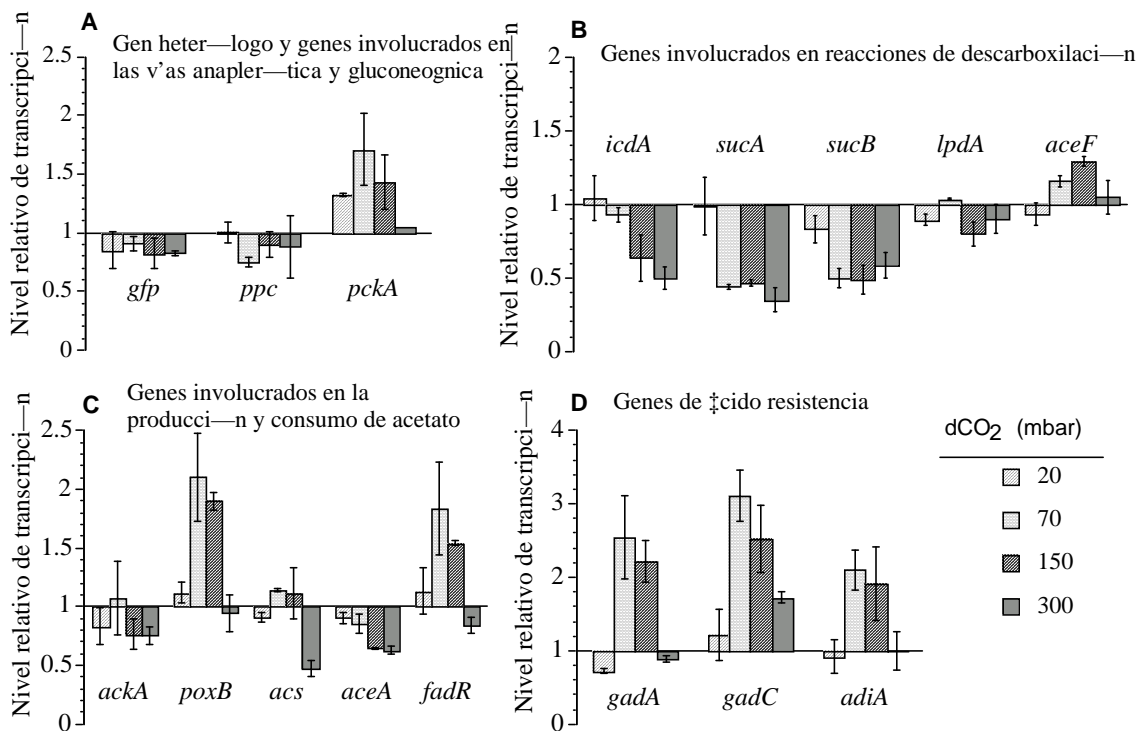 A
Gen heter—logo y genes involucrados en
las v'as anapler—tica y gluconeognica
Nivel relativo de transcripci—n
2.5
2
1.5
1
0.5
0
gfp
ppc
pckA
B
Genes involucrados en reacciones de descarboxilaci—n
Nivel relativo de transcripci—n
2
1.5
1
0.5
0
icdA
sucA
sucB
lpdA
aceF
C
Genes involucrados en la
producci—n y consumo de acetato
Nivel relativo de transcripci—n
2.5
2
1.5
1
0.5
0
ackA
poxB
acs
aceA
fadR
D
Genes de ‡cido resistencia
Nivel relativo de transcripci—n
4
3
2
1
0
gadA
gadC
adiA
dCO2 (mbar)
20
70
150
300